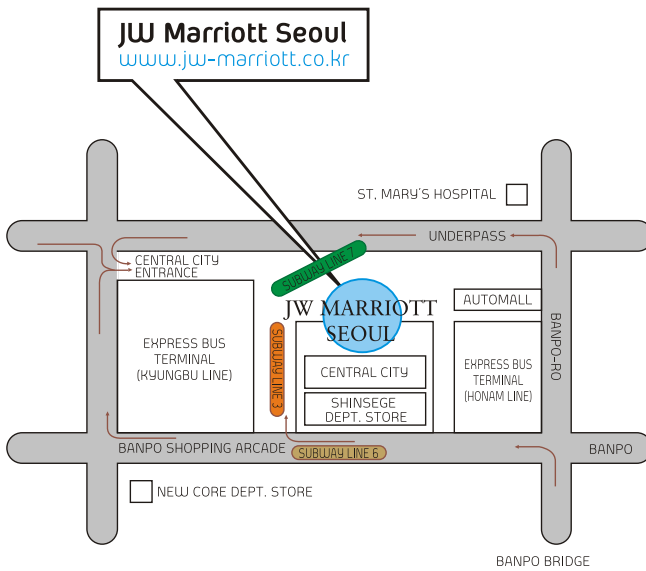 JW Marriott Seoul
www.jw-marriott.co.kr
ST. MARY'S HOSPITAL
UNDERPASS
CENTRAL CITY
ENTRANCE
SUBWAY LINE 7
JW MARRIOTT
SEOUL
AUTOMALL
BANPO-RO
EXPRESS BUS
TERMINAL
(KYUNGBU LINE)
SUBWAY LINE 3
CENTRAL CITY
SHINSEGE
DEPT. STORE
EXPRESS BUS
TERMINAL
(HONAM LINE)
BANPO SHOPPING ARCADE
SUBWAY LINE 6
BANPO
NEW CORE DEPT. STORE
BANPO BRIDGE